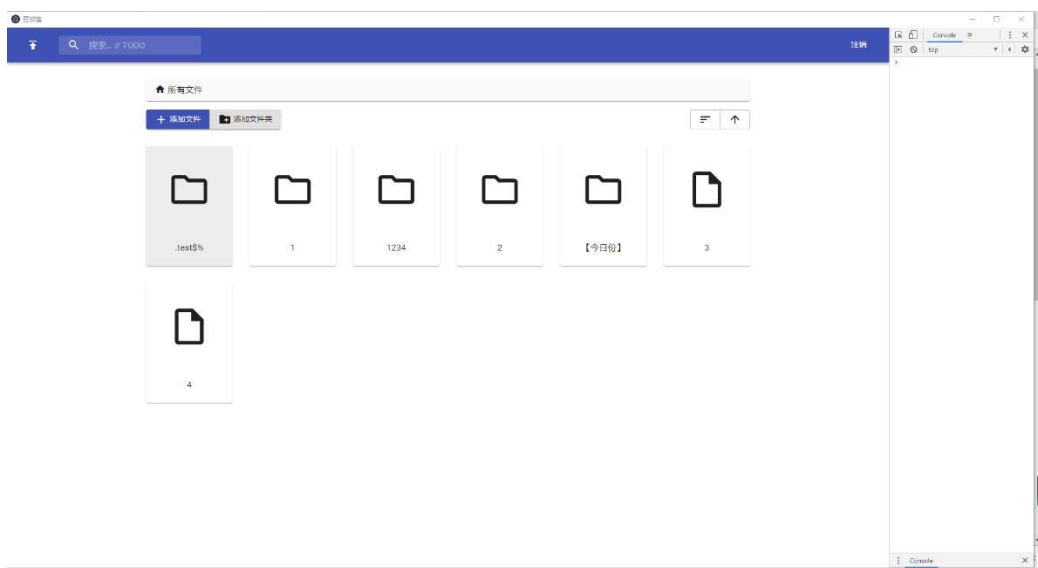 搜索... // TODO
注销
所有文件
添加文件
添加文件夹
.test$%
1
1234
2
【今日份】
3
4
Console
top
Console